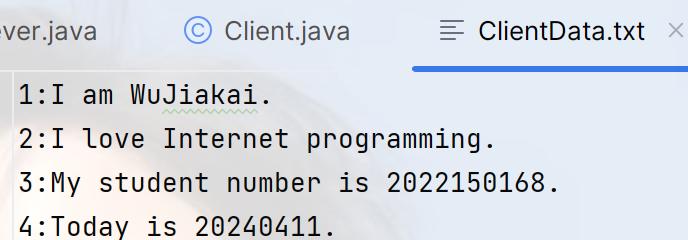 ver.java Client.java ClientData.txt
1:I am WuJiakai.
2:I love Internet programming.
3:My student number is 2022150168.
4:Today is 20240411.